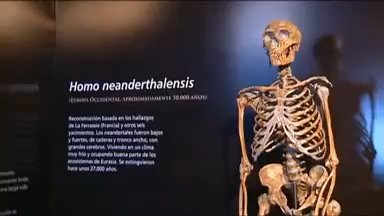 Homo neanderthalensis
(EUROPA OCCIDENTAL, APROXIMADAMENTE 50.000 AÑOS)
Reconstrucción basada en los hallazgos
de La Ferrassie (Francia) y otros seis
yacimientos. Los neandertales fueron bajos
y fuertes, de caderas y tronco ancho, con
grandes cerebros. Vivieron en un clima
muy frío y ocupando buena parte de los
ecosistemas de Eurasia. Se extinguieron
hace unos 27.000 años.